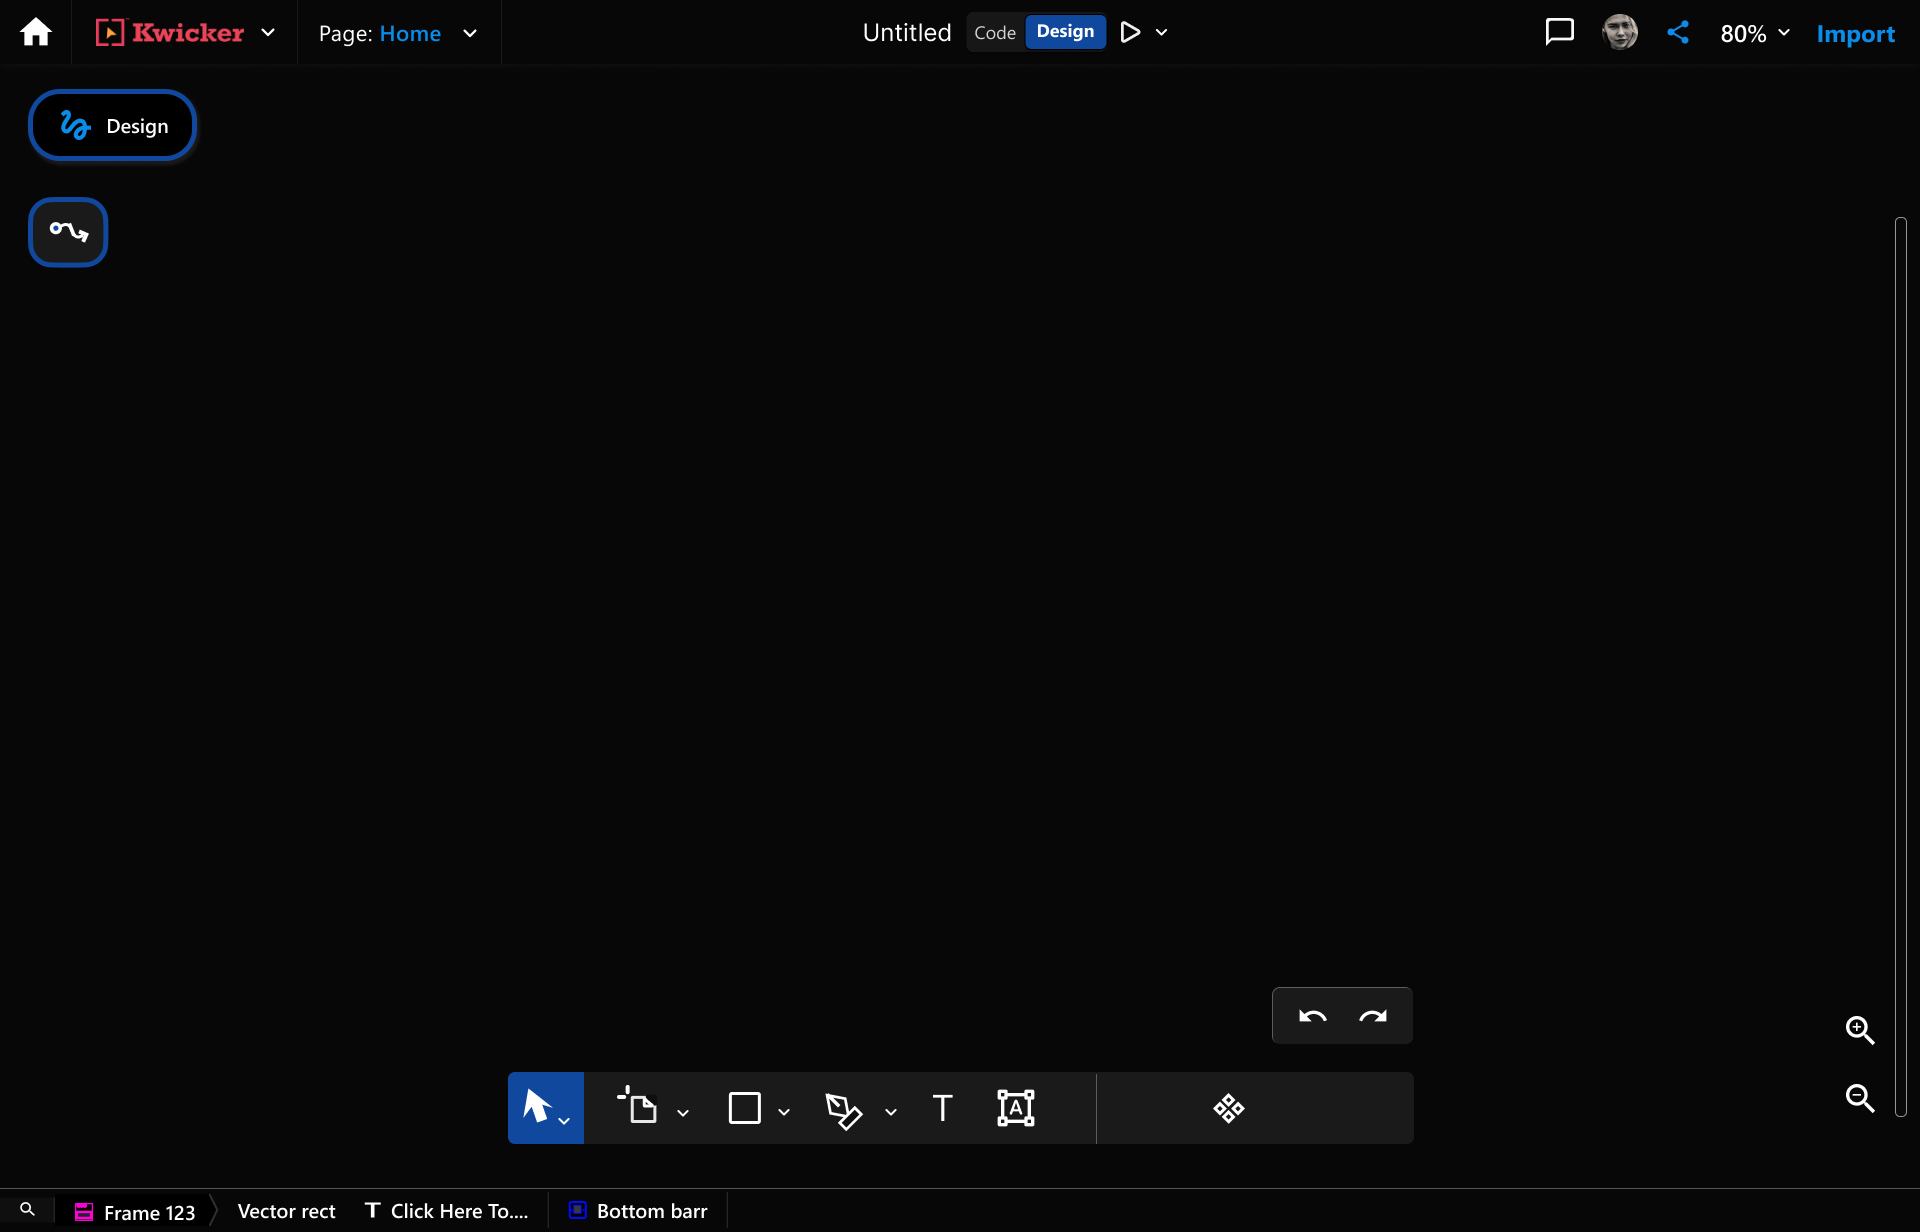 Kwicker
Page: Home
Untitled
Code
Design
80%
Import
Design
T
A
Frame 123
Vector rect
T Click Here To....
Bottom barr